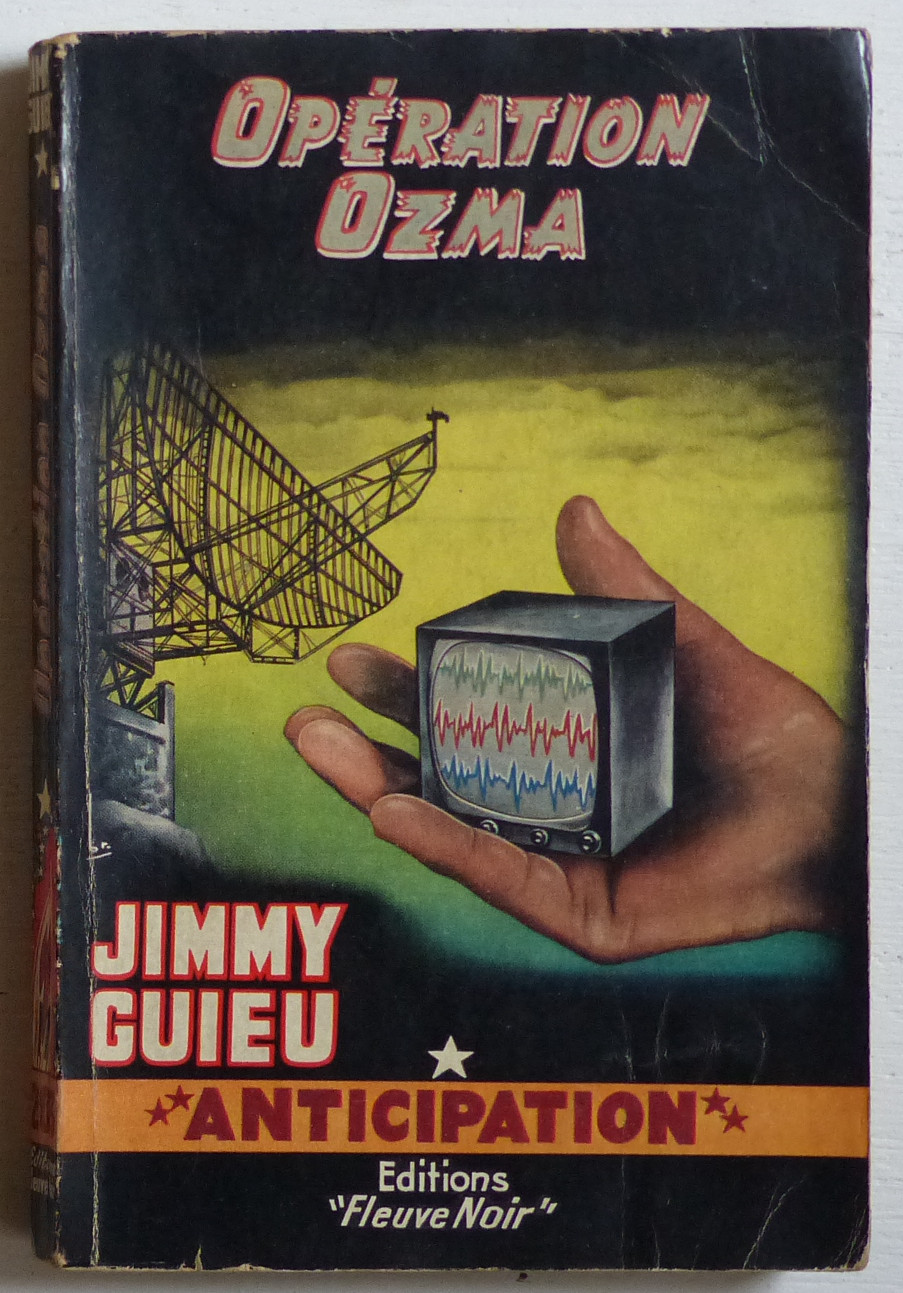 OPÉRATION
OZMA
JIMMY
GUIEU
ANTICIPATION
Editions
"Fleuve Noir"